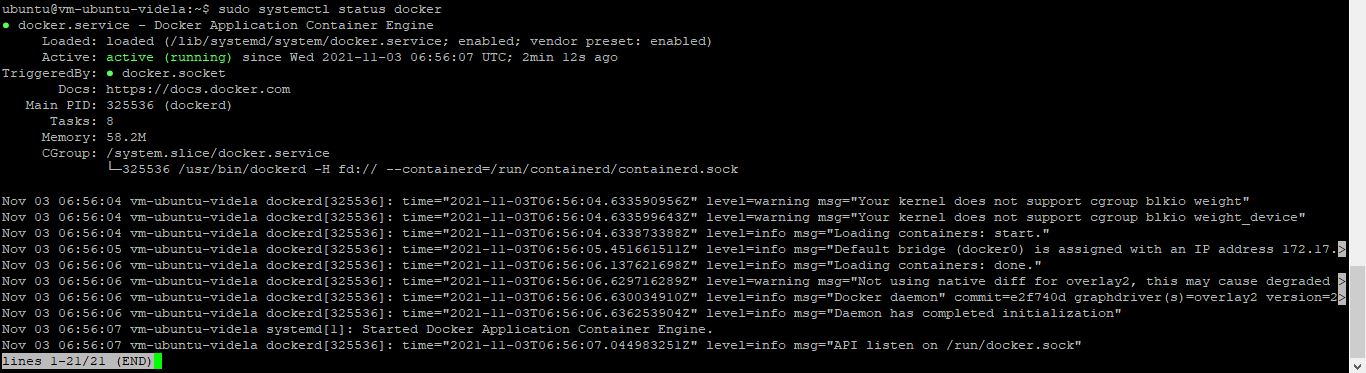 ubuntu@vm-ubuntu-videla:~$ sudo systemctl status docker
● docker.service - Docker Application Container Engine
Loaded: loaded (/lib/systemd/system/docker.service; enabled; vendor preset: enabled)
Active: active (running) since Wed 2021-11-03 06:56:07 UTC; 2min 12s ago
TriggeredBy: ● docker.socket
Docs: https://docs.docker.com
Main PID: 325536 (dockerd)
Tasks: 8
Memory: 58.2M
CGroup: /system.slice/docker.service
└─325536 /usr/bin/dockerd -H fd:// --containerd=/run/containerd/containerd.sock
Nov 03 06:56:04 vm-ubuntu-videla dockerd[325536]: time="2021-11-03T06:56:04.633590956Z" level=warning msg="Your kernel does not support cgroup blkio weight"
Nov 03 06:56:04 vm-ubuntu-videla dockerd[325536]: time="2021-11-03T06:56:04.633599643Z" level=warning msg="Your kernel does not support cgroup blkio weight_device"
Nov 03 06:56:04 vm-ubuntu-videla dockerd[325536]: time="2021-11-03T06:56:04.633873388Z" level=info msg="Loading containers: start."
Nov 03 06:56:05 vm-ubuntu-videla dockerd[325536]: time="2021-11-03T06:56:05.451661511Z" level=info msg="Default bridge (docker0) is assigned with an IP address 172.17.>
Nov 03 06:56:06 vm-ubuntu-videla dockerd[325536]: time="2021-11-03T06:56:06.137621698Z" level=info msg="Loading containers: done."
Nov 03 06:56:06 vm-ubuntu-videla dockerd[325536]: time="2021-11-03T06:56:06.629716289Z" level=warning msg="Not using native diff for overlay2, this may cause degraded >
Nov 03 06:56:06 vm-ubuntu-videla dockerd[325536]: time="2021-11-03T06:56:06.630034910Z" level=info msg="Docker daemon" commit=e2f740d graphdriver(s)=overlay2 version=2>
Nov 03 06:56:06 vm-ubuntu-videla dockerd[325536]: time="2021-11-03T06:56:06.636253904Z" level=info msg="Daemon has completed initialization"
Nov 03 06:56:07 vm-ubuntu-videla systemd[1]: Started Docker Application Container Engine.
Nov 03 06:56:07 vm-ubuntu-videla dockerd[325536]: time="2021-11-03T06:56:07.044983251Z" level=info msg="API listen on /run/docker.sock"
lines 1-21/21 (END)